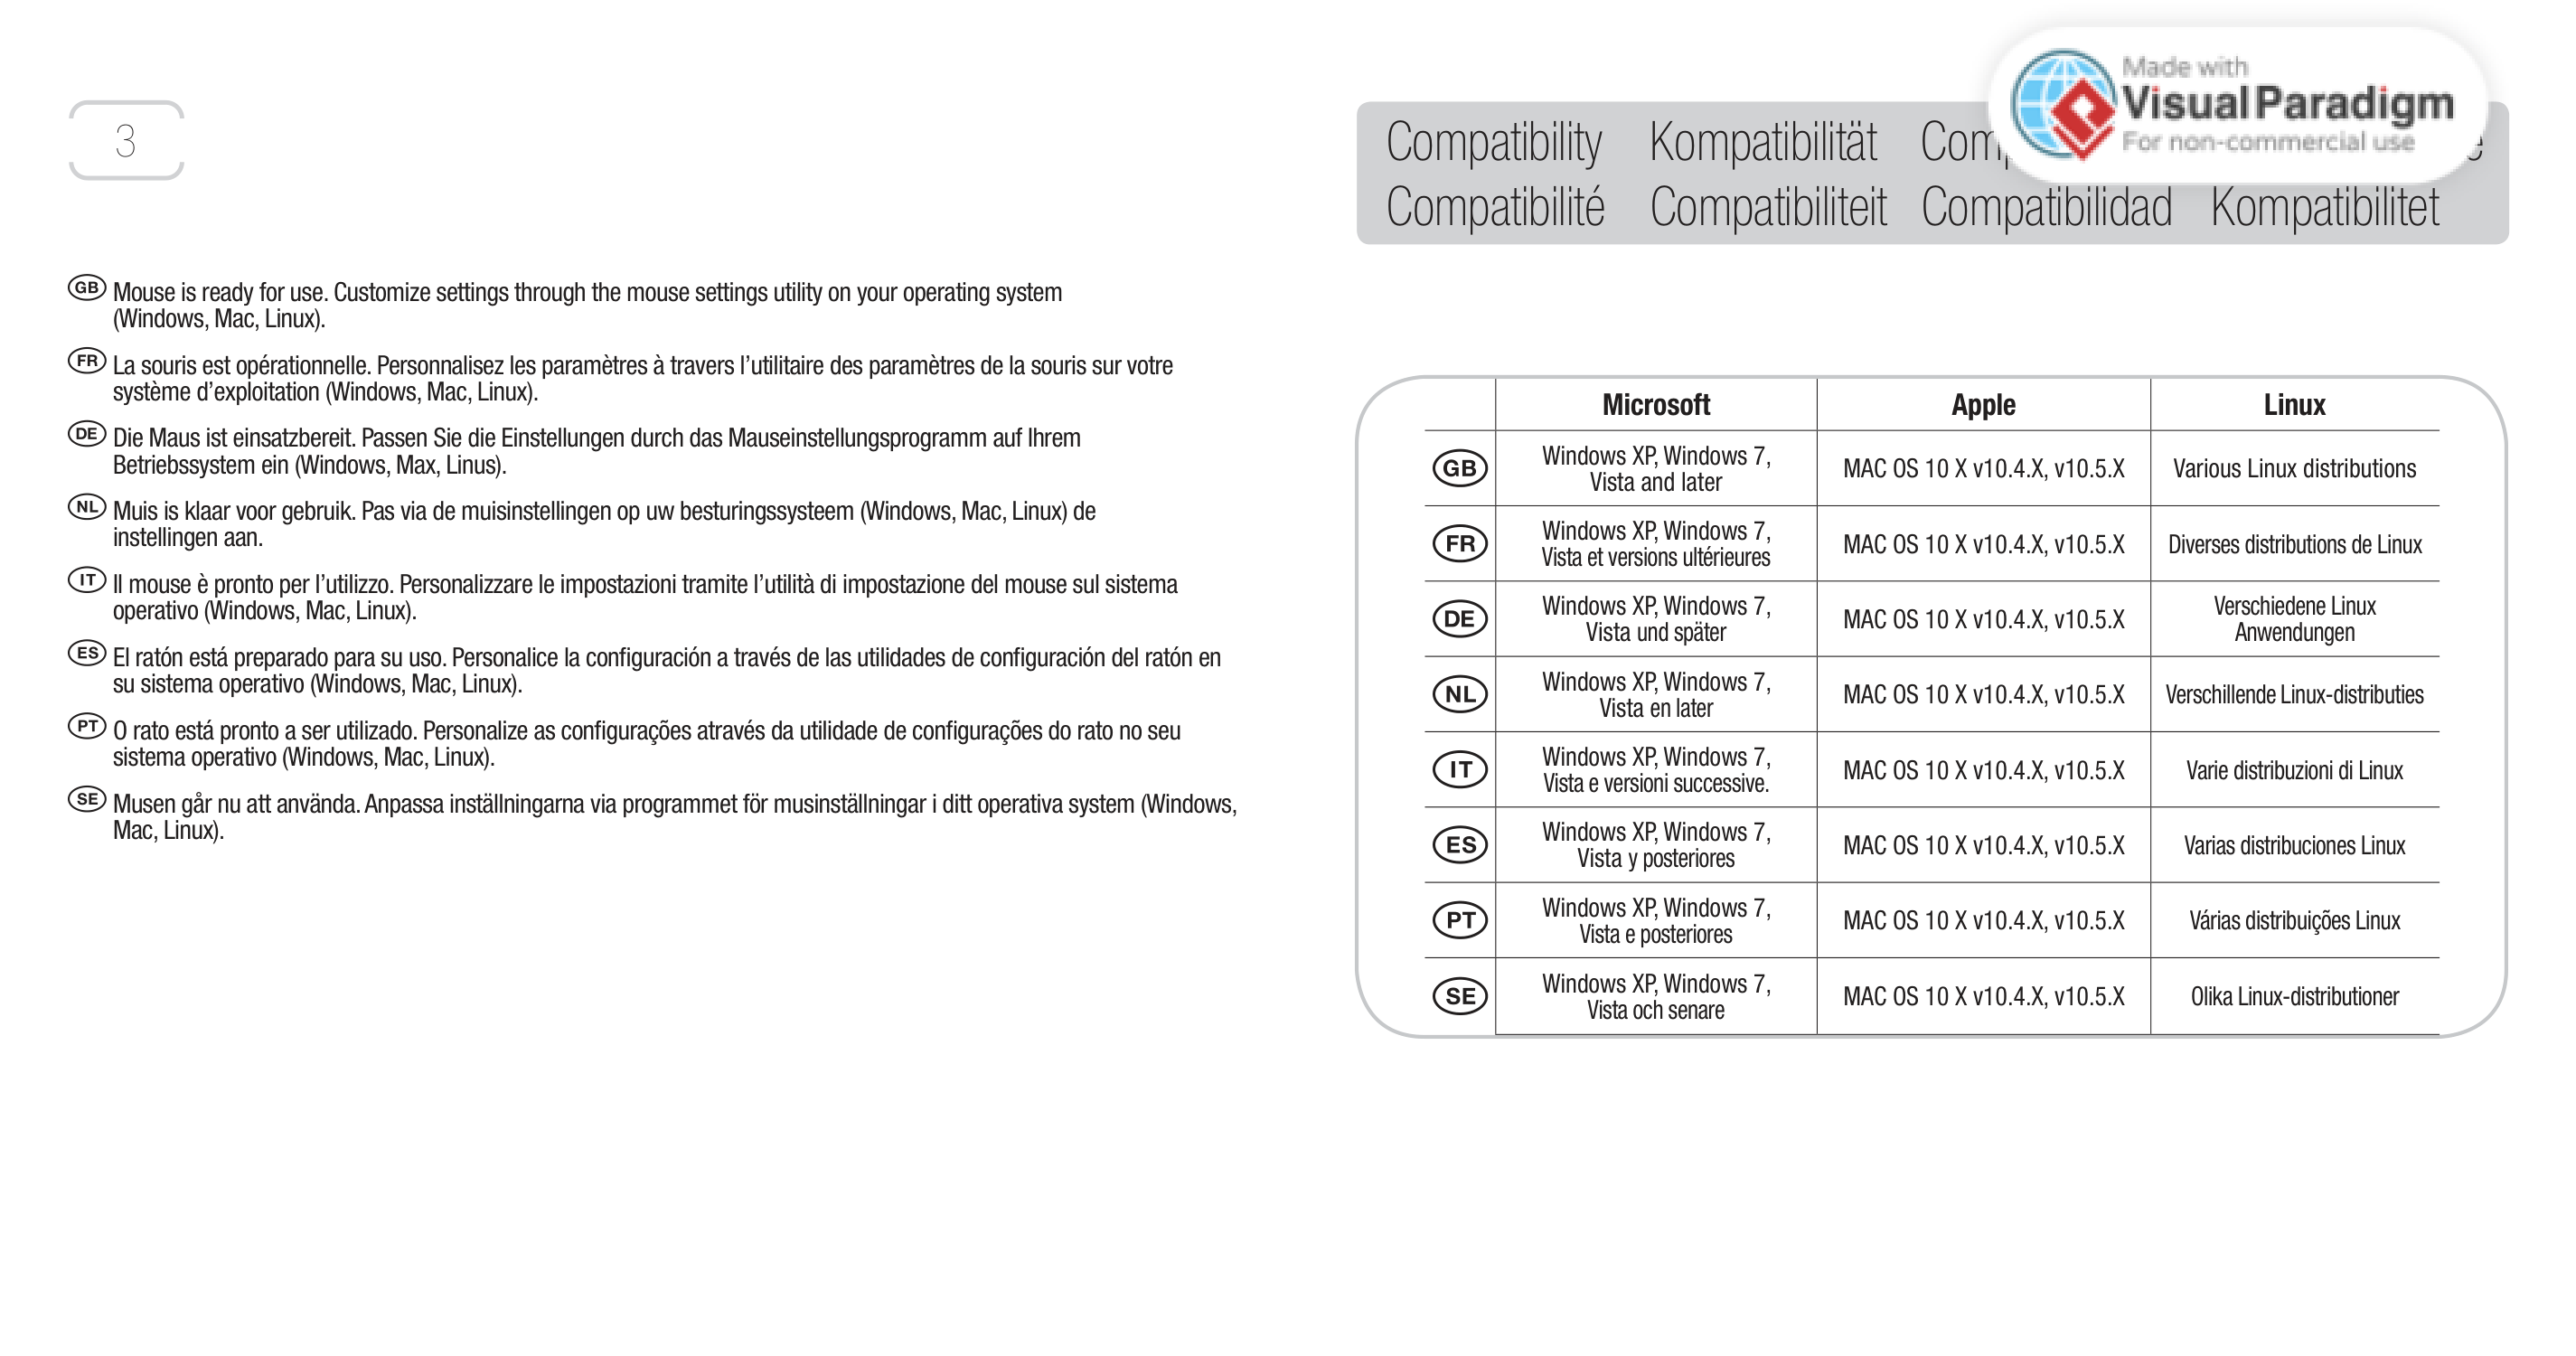 3
GB Mouse is ready for use. Customize settings through the mouse settings utility on your operating system
(Windows, Mac, Linux).
FR La souris est opérationnelle. Personnalisez les paramètres à travers l’utilitaire des paramètres de la souris sur votre
système d’exploitation (Windows, Mac, Linux).
DE Die Maus ist einsatzbereit. Passen Sie die Einstellungen durch das Mauseinstellungsprogramm auf Ihrem
Betriebssystem ein (Windows, Max, Linus).
NL Muis is klaar voor gebruik. Pas via de muisinstellingen op uw besturingssysteem (Windows, Mac, Linux) de
instellingen aan.
IT Il mouse è pronto per l’utilizzo. Personalizzare le impostazioni tramite l’utilità di impostazione del mouse sul sistema
operativo (Windows, Mac, Linux).
ES El ratón está preparado para su uso. Personalice la configuración a través de las utilidades de configuración del ratón en
su sistema operativo (Windows, Mac, Linux).
PT O rato está pronto a ser utilizado. Personalize as configurações através da utilidade de configurações do rato no seu
sistema operativo (Windows, Mac, Linux).
SE Musen går nu att använda. Anpassa inställningarna via programmet för musinställningar i ditt operativa system (Windows,
Mac, Linux).
Made with
Visual Paradigm
For non-commercial use
Compatibility Kompatibilität
Compatibilité Compatibiliteit Compatibilidad Kompatibilitet
Microsoft Apple Linux
GB Windows XP, Windows 7,
Vista and later
MAC OS 10 X v10.4.X, v10.5.X
Various Linux distributions
FR Windows XP, Windows 7,
Vista et versions ultérieures
MAC OS 10 X v10.4.X, v10.5.X
Diverses distributions de Linux
DE Windows XP, Windows 7,
Vista und später
MAC OS 10 X v10.4.X, v10.5.X
Verschiedene Linux
Anwendungen
NL Windows XP, Windows 7,
Vista en later
MAC OS 10 X v10.4.X, v10.5.X
Verschillende Linux-distributies
IT Windows XP, Windows 7,
Vista e versioni successive.
MAC OS 10 X v10.4.X, v10.5.X
Varie distribuzioni di Linux
ES Windows XP, Windows 7,
Vista y posteriores
MAC OS 10 X v10.4.X, v10.5.X
Varias distribuciones Linux
PT Windows XP, Windows 7,
Vista e posteriores
MAC OS 10 X v10.4.X, v10.5.X
Várias distribuições Linux
SE Windows XP, Windows 7,
Vista och senare
MAC OS 10 X v10.4.X, v10.5.X
Olika Linux-distributioner